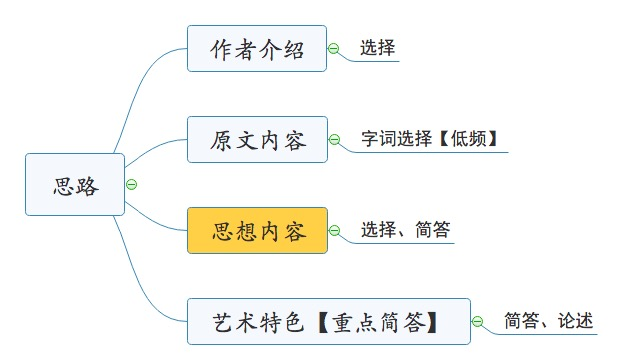 思路
作者介绍
选择
原文内容
字词选择【低频】
思想内容
选择、简答
艺术特色【重点简答】
简答、论述